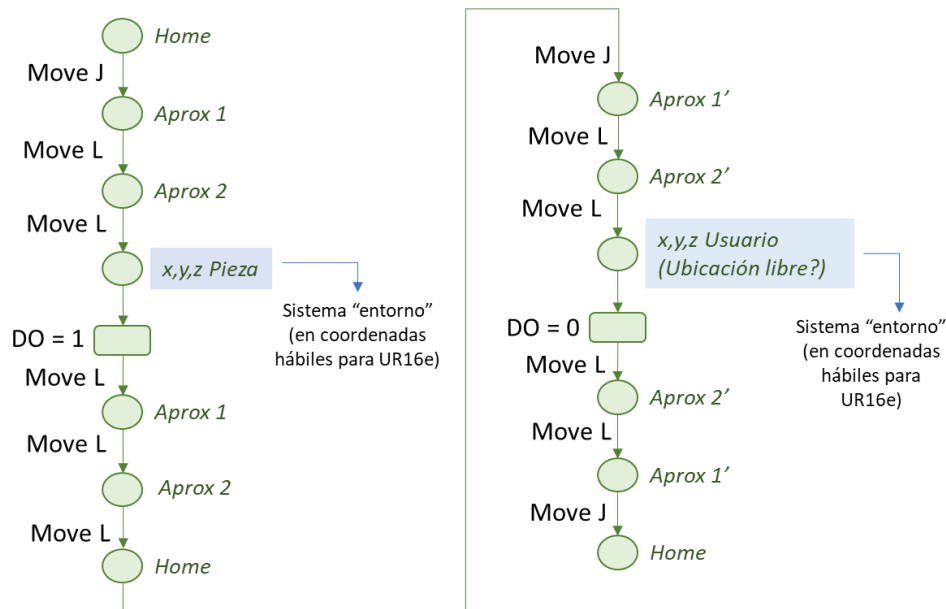 Home
Move J
Aprox 1
Move L
Aprox 2
Move L
x,y,z Pieza
Sistema “entorno”
(en coordenadas
hábiles para UR16e)
DO = 1
Move L
Aprox 1
Move L
Aprox 2
Move L
Home
Move J
Aprox 1’
Move L
Aprox 2’
Move L
x,y,z Usuario
(Ubicación libre?)
Sistema “entorno”
(en coordenadas
hábiles para
UR16e)
DO = 0
Move L
Aprox 2’
Move L
Aprox 1’
Move J
Home